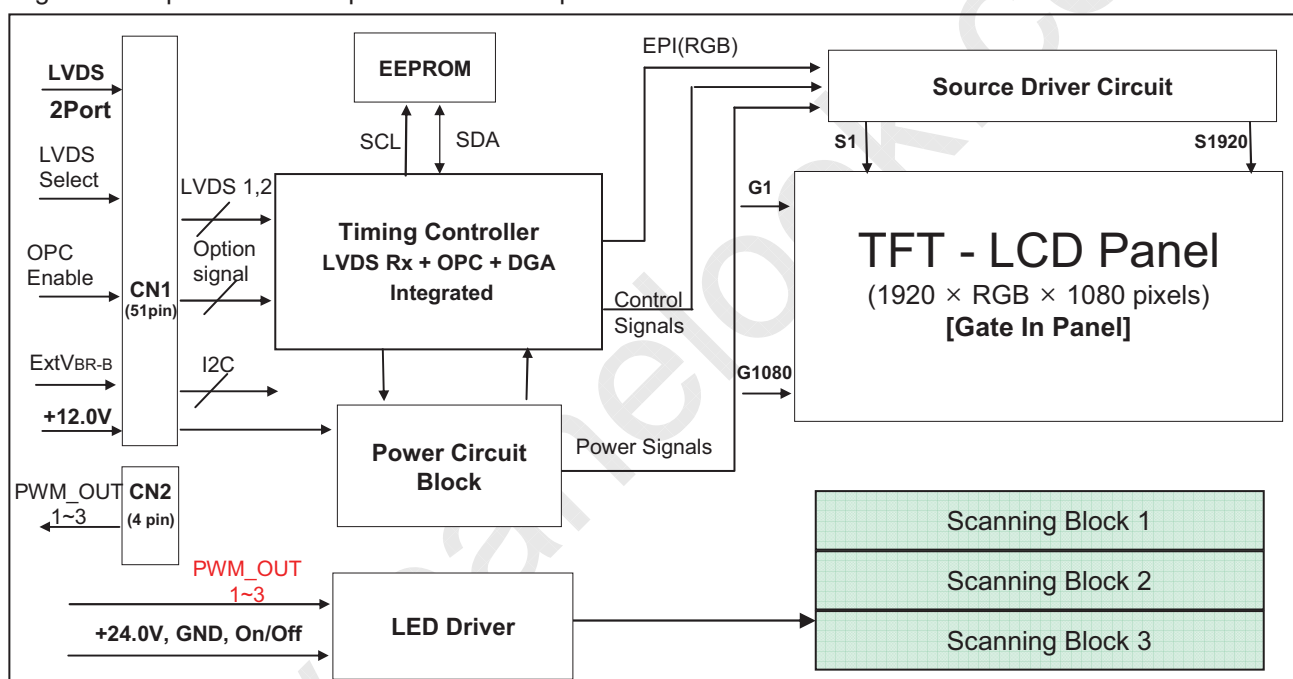 LVDS
2Port
LVDS
Select
OPC
Enable
ExtVBR-B
+12.0V
CN1
(51pin)
LVDS 1,2
Option
signal
I2C
EEPROM
SCL
SDA
Timing Controller
LVDS Rx + OPC + DGA
Integrated
EPI(RGB)
Control
Signals
Power Circuit
Block
Power Signals
Source Driver Circuit
S1
S1920
G1
G1080
TFT - LCD Panel
(1920 × RGB × 1080 pixels)
[Gate In Panel]
PWM_OUT
1~3
CN2
(4 pin)
PWM_OUT
1~3
+24.0V, GND, On/Off
LED Driver
Scanning Block 1
Scanning Block 2
Scanning Block 3